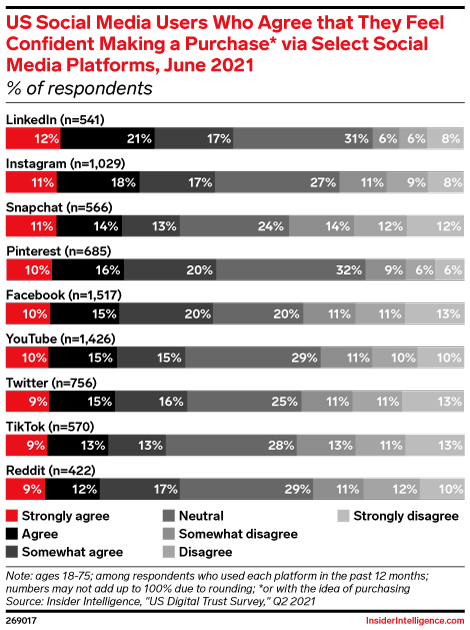 US Social Media Users Who Agree that They Feel
Confident Making a Purchase* via Select Social
Media Platforms, June 2021
% of respondents
LinkedIn (n=541)
12% 21% 17% 31% 6% 6% 8%
Instagram (n=1,029)
11% 18% 17% 27% 11% 9% 8%
Snapchat (n=566)
11% 14% 13% 24% 14% 12% 12%
Pinterest (n=685)
10% 16% 20% 32% 9% 6% 6%
Facebook (n=1,517)
10% 15% 20% 20% 11% 11% 13%
YouTube (n=1,426)
10% 15% 15% 29% 11% 10% 10%
Twitter (n=756)
9% 15% 16% 25% 11% 11% 13%
TikTok (n=570)
9% 13% 13% 28% 13% 11% 13%
Reddit (n=422)
9% 12% 17% 29% 11% 12% 10%
Strongly agree Neutral Strongly disagree
Agree Somewhat disagree
Somewhat agree Disagree
Note: ages 18-75; among respondents who used each platform in the past 12 months;
numbers may not add up to 100% due to rounding; *or with the idea of purchasing
Source: Insider Intelligence, "US Digital Trust Survey," Q2 2021
269017 InsiderIntelligence.com